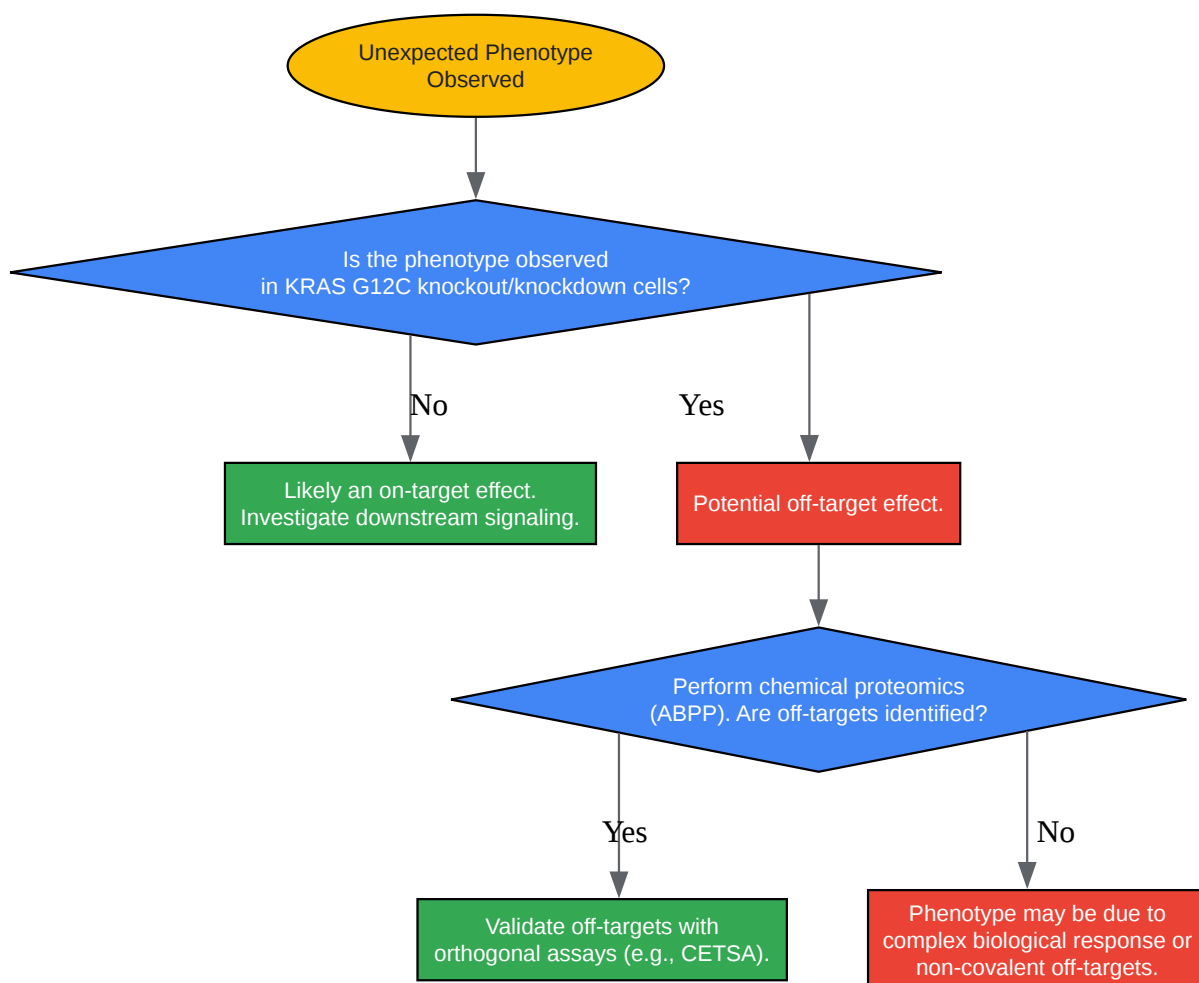 Unexpected Phenotype
Observed
Is the phenotype observed
in KRAS G12C knockout/knockdown cells?
No
Yes
Likely an on-target effect.
Investigate downstream signaling.
Potential off-target effect.
Perform chemical proteomics
(ABPP). Are off-targets identified?
Yes
No
Validate off-targets with
orthogonal assays (e.g., CETSA).
Phenotype may be due to
complex biological response or
non-covalent off-targets.